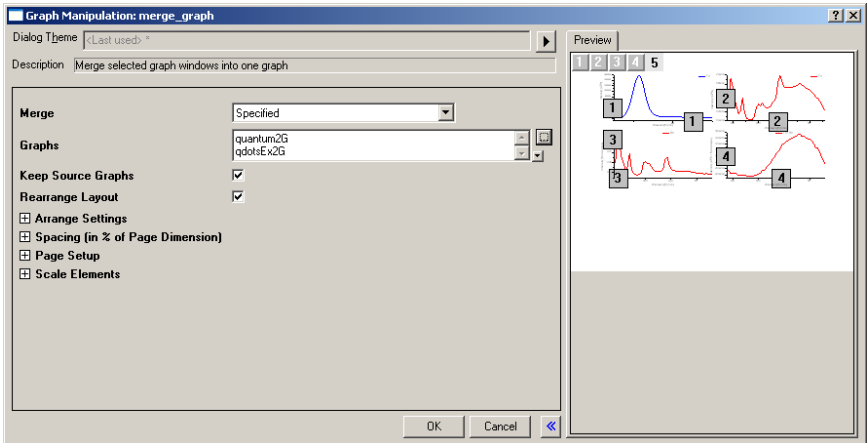 Graph Manipulation: merge_graph
Dialog Theme <Last used> *
Description Merge selected graph windows into one graph
Merge Specified
Graphs quantum2G
qdotsEx2G
Keep Source Graphs
Rearrange Layout
Arrange Settings
Spacing (in % of Page Dimension)
Page Setup
Scale Elements
OK Cancel
Preview
1 2 3 4 5
1 2
1 2
3 4
3 4